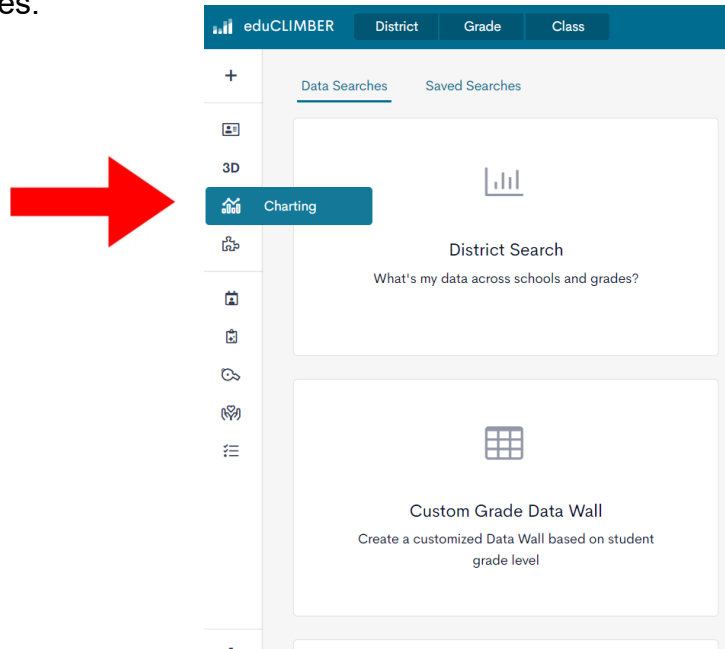 es.
eduCLIMBER District Grade Class
+
Data Searches Saved Searches
3D
Charting
District Search
What's my data across schools and grades?
Custom Grade Data Wall
Create a customized Data Wall based on student
grade level